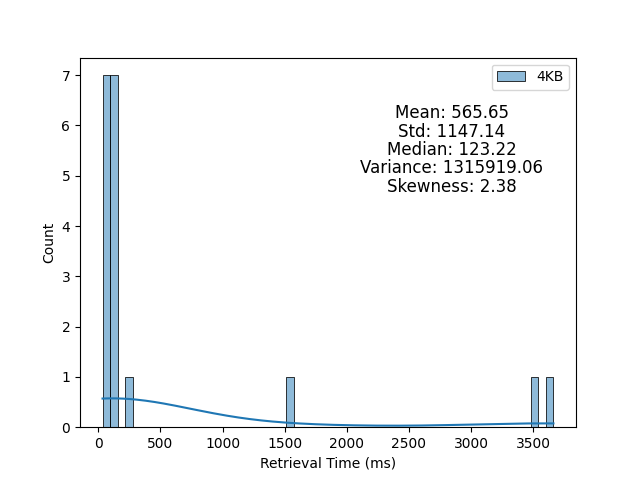 4KB
Mean: 565.65
Std: 1147.14
Median: 123.22
Variance: 1315919.06
Skewness: 2.38
Count
7
6
5
4
3
2
1
0
0 500 1000 1500 2000 2500 3000 3500
Retrieval Time (ms)